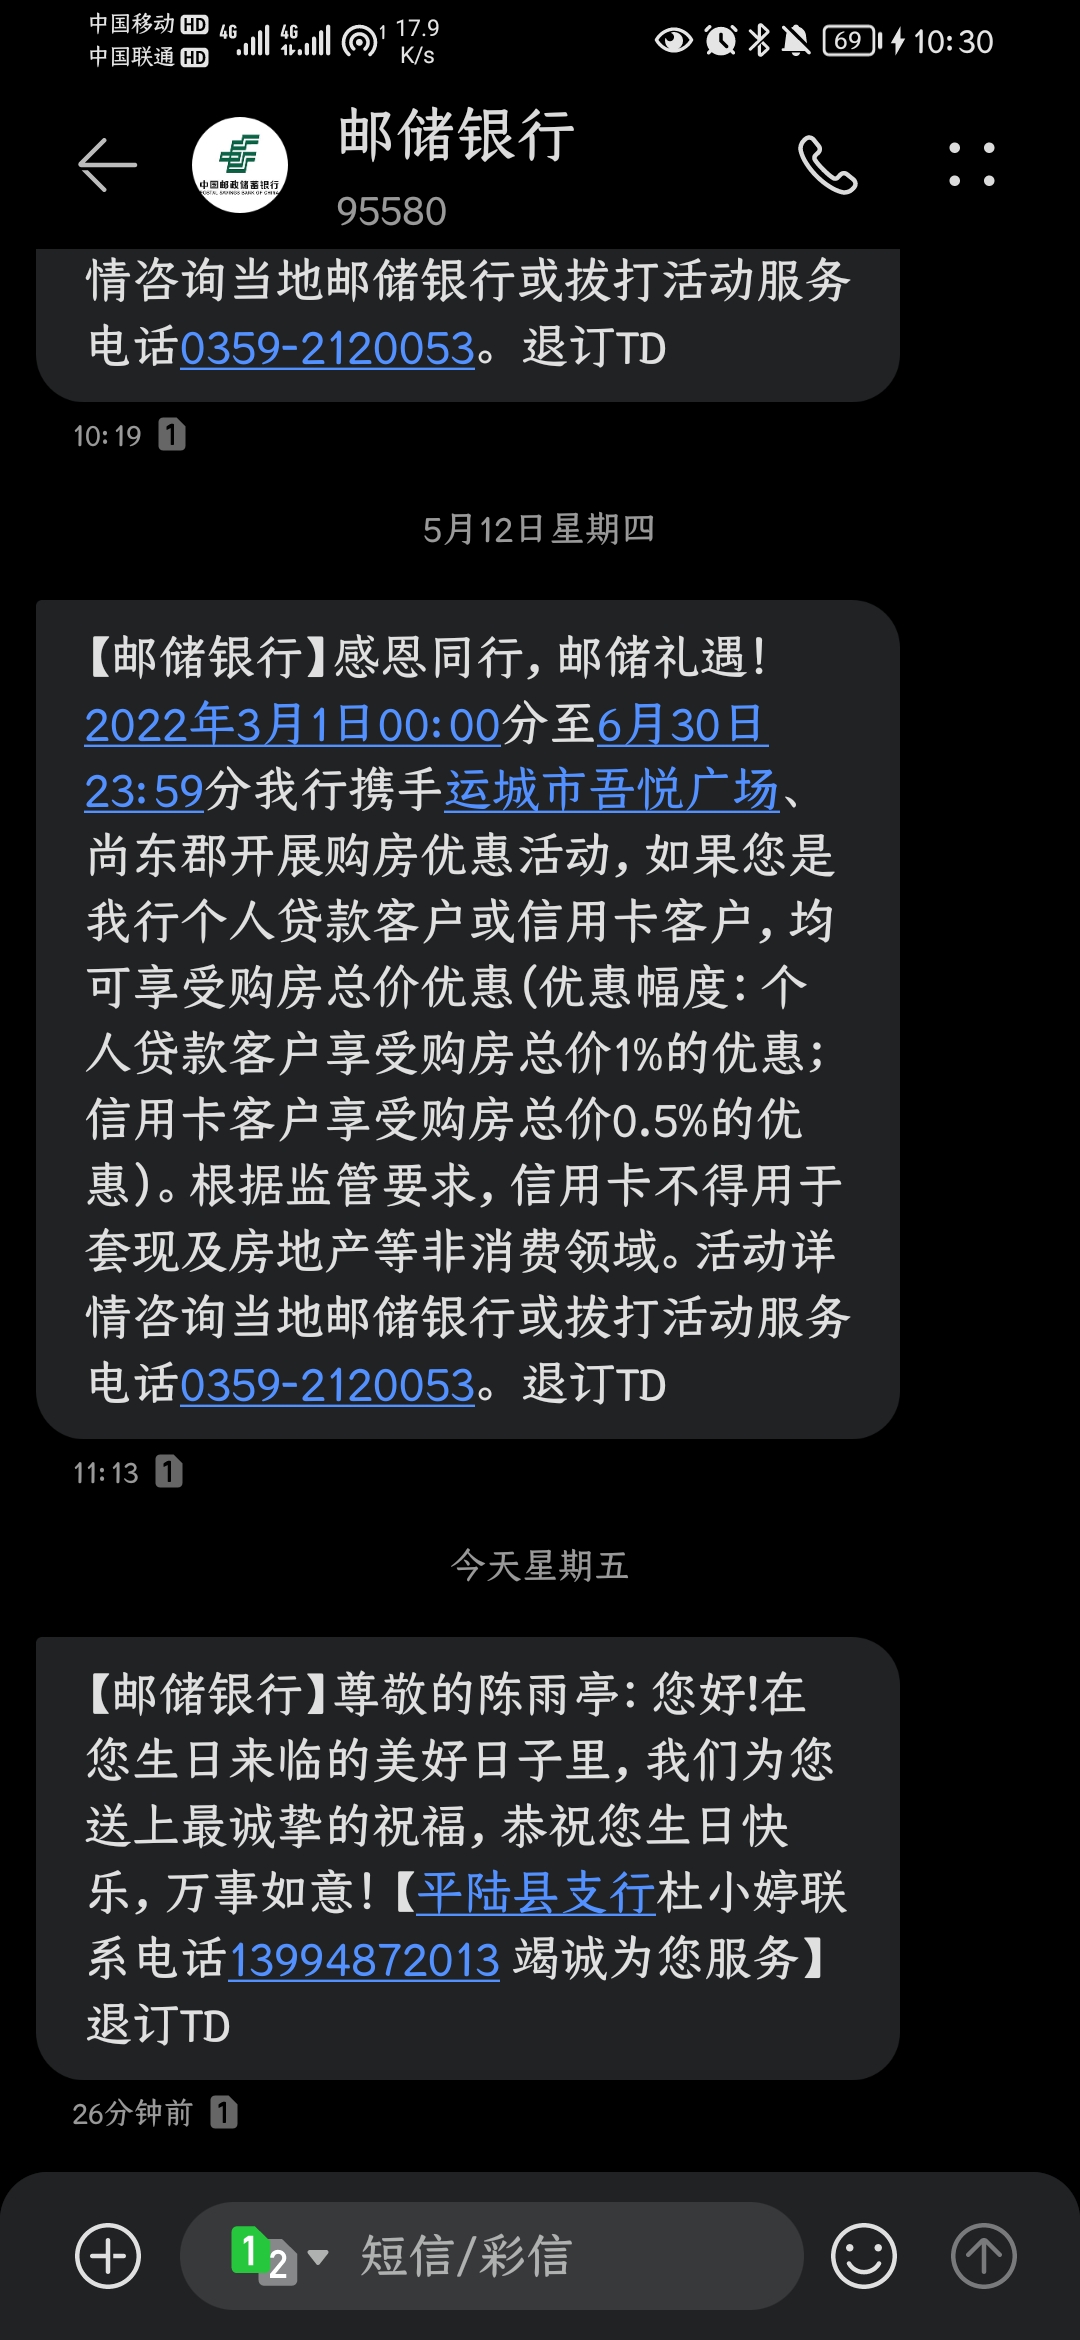 中国移动 HD 4G 4G 1 17.9 69 10:30
中国联通 HD K/s
邮储银行
中国邮政储蓄银行
POSTAL SAVINGS BANK OF CHINA
95580
情咨询当地邮储银行或拔打活动服务
电话0359-2120053。退订TD
10:19 1
5月12日星期四
【邮储银行】感恩同行,邮储礼遇!
2022年3月1日00:00分至6月30日
23:59分我行携手运城市吾悦广场、
尚东郡开展购房优惠活动,如果您是
我行个人贷款客户或信用卡客户,均
可享受购房总价优惠(优惠幅度:个
人贷款客户享受购房总价1%的优惠;
信用卡客户享受购房总价0.5%的优
惠)。根据监管要求,信用卡不得用于
套现及房地产等非消费领域。活动详
情咨询当地邮储银行或拔打活动服务
电话0359-2120053。退订TD
11:13 1
今天星期五
【邮储银行】尊敬的陈雨亭:您好!在
您生日来临的美好日子里,我们为您
送上最诚挚的祝福,恭祝您生日快
乐,万事如意!【平陆县支行杜小婷联
系电话13994872013 竭诚为您服务】
退订TD
26分钟前 1
1 2 短信/彩信